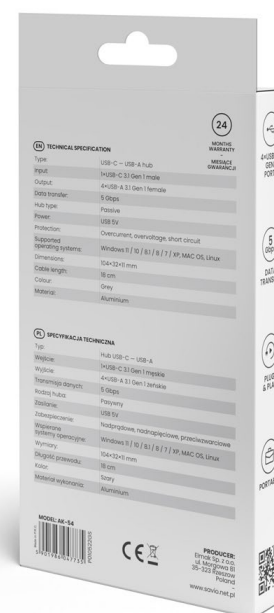 24
MONTHS
WARRANTY
MIESIĄCE
GWARANCJI
EN TECHNICAL SPECIFICATION
Type: USB-C — USB-A hub
Input: 1×USB-C 3.1 Gen 1 male
Output: 4×USB-A 3.1 Gen 1 female
Data transfer: 5 Gbps
Hub type: Passive
Power: USB 5V
Protection: Overcurrent, overvoltage, short circuit
Supported
operating systems: Windows 11 / 10 / 8.1 / 8 / 7 / XP, MAC OS, Linux
Dimensions: 104×32×11 mm
Cable length: 16 cm
Colour: Grey
Material: Aluminium
PL SPECYFIKACJA TECHNICZNA
Typ: Hub USB-C — USB-A
Wejście: 1×USB-C 3.1 Gen 1 męskie
Wyjście: 4×USB-A 3.1 Gen 1 żeńskie
Transmisja danych: 5 Gbps
Rodzaj huba: Pasywny
Zasilanie: USB 5V
Zabezpieczenie: Nadprądowe, nadnapięciowe, przeciwzwarciowe
Wspierane
systemy operacyjne: Windows 11 / 10 / 8.1 / 8 / 7 / XP, MAC OS, Linux
Wymiary: 104×32×11 mm
Długość przewodu: 16 cm
Kolor: Szary
Materiał wykonania: Aluminium
MODEL: AK-54
CE
PRODUCER:
Elmak Sp. z o.o.
ul. Morgowa 81
35-323 Rzeszów
Poland
www.savio.net.pl
4×USB
GEN
PORT
5
Gbp
DATA
TRANS
PLUG
& PLA
PORTA